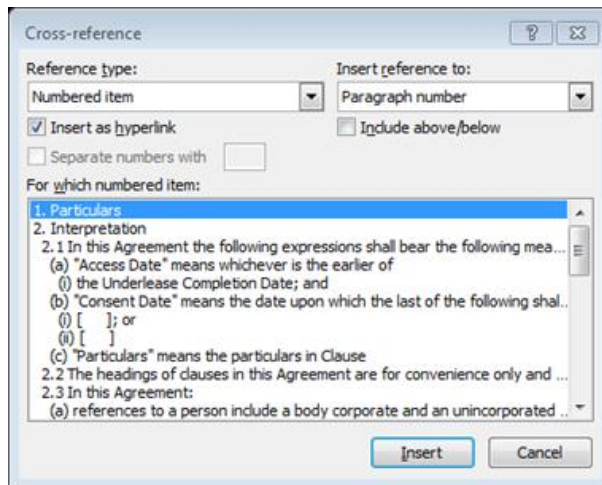 Cross-reference
Reference type:
Insert reference to:
Numbered item
Paragraph number
Insert as hyperlink
Include above/below
Separate numbers with
For which numbered item:
1. Particulars
2. Interpretation
2.1 In this Agreement the following expressions shall bear the following mea...
(a) "Access Date" means whichever is the earlier of
(i) the Underlease Completion Date; and
(b) "Consent Date" means the date upon which the last of the following shal...
(i) [ ]; or
(ii) [ ]
(c) "Particulars" means the particulars in Clause
2.2 The headings of clauses in this Agreement are for convenience only and ...
2.3 In this Agreement:
(a) references to a person include a body corporate and an unincorporated ...
Insert
Cancel